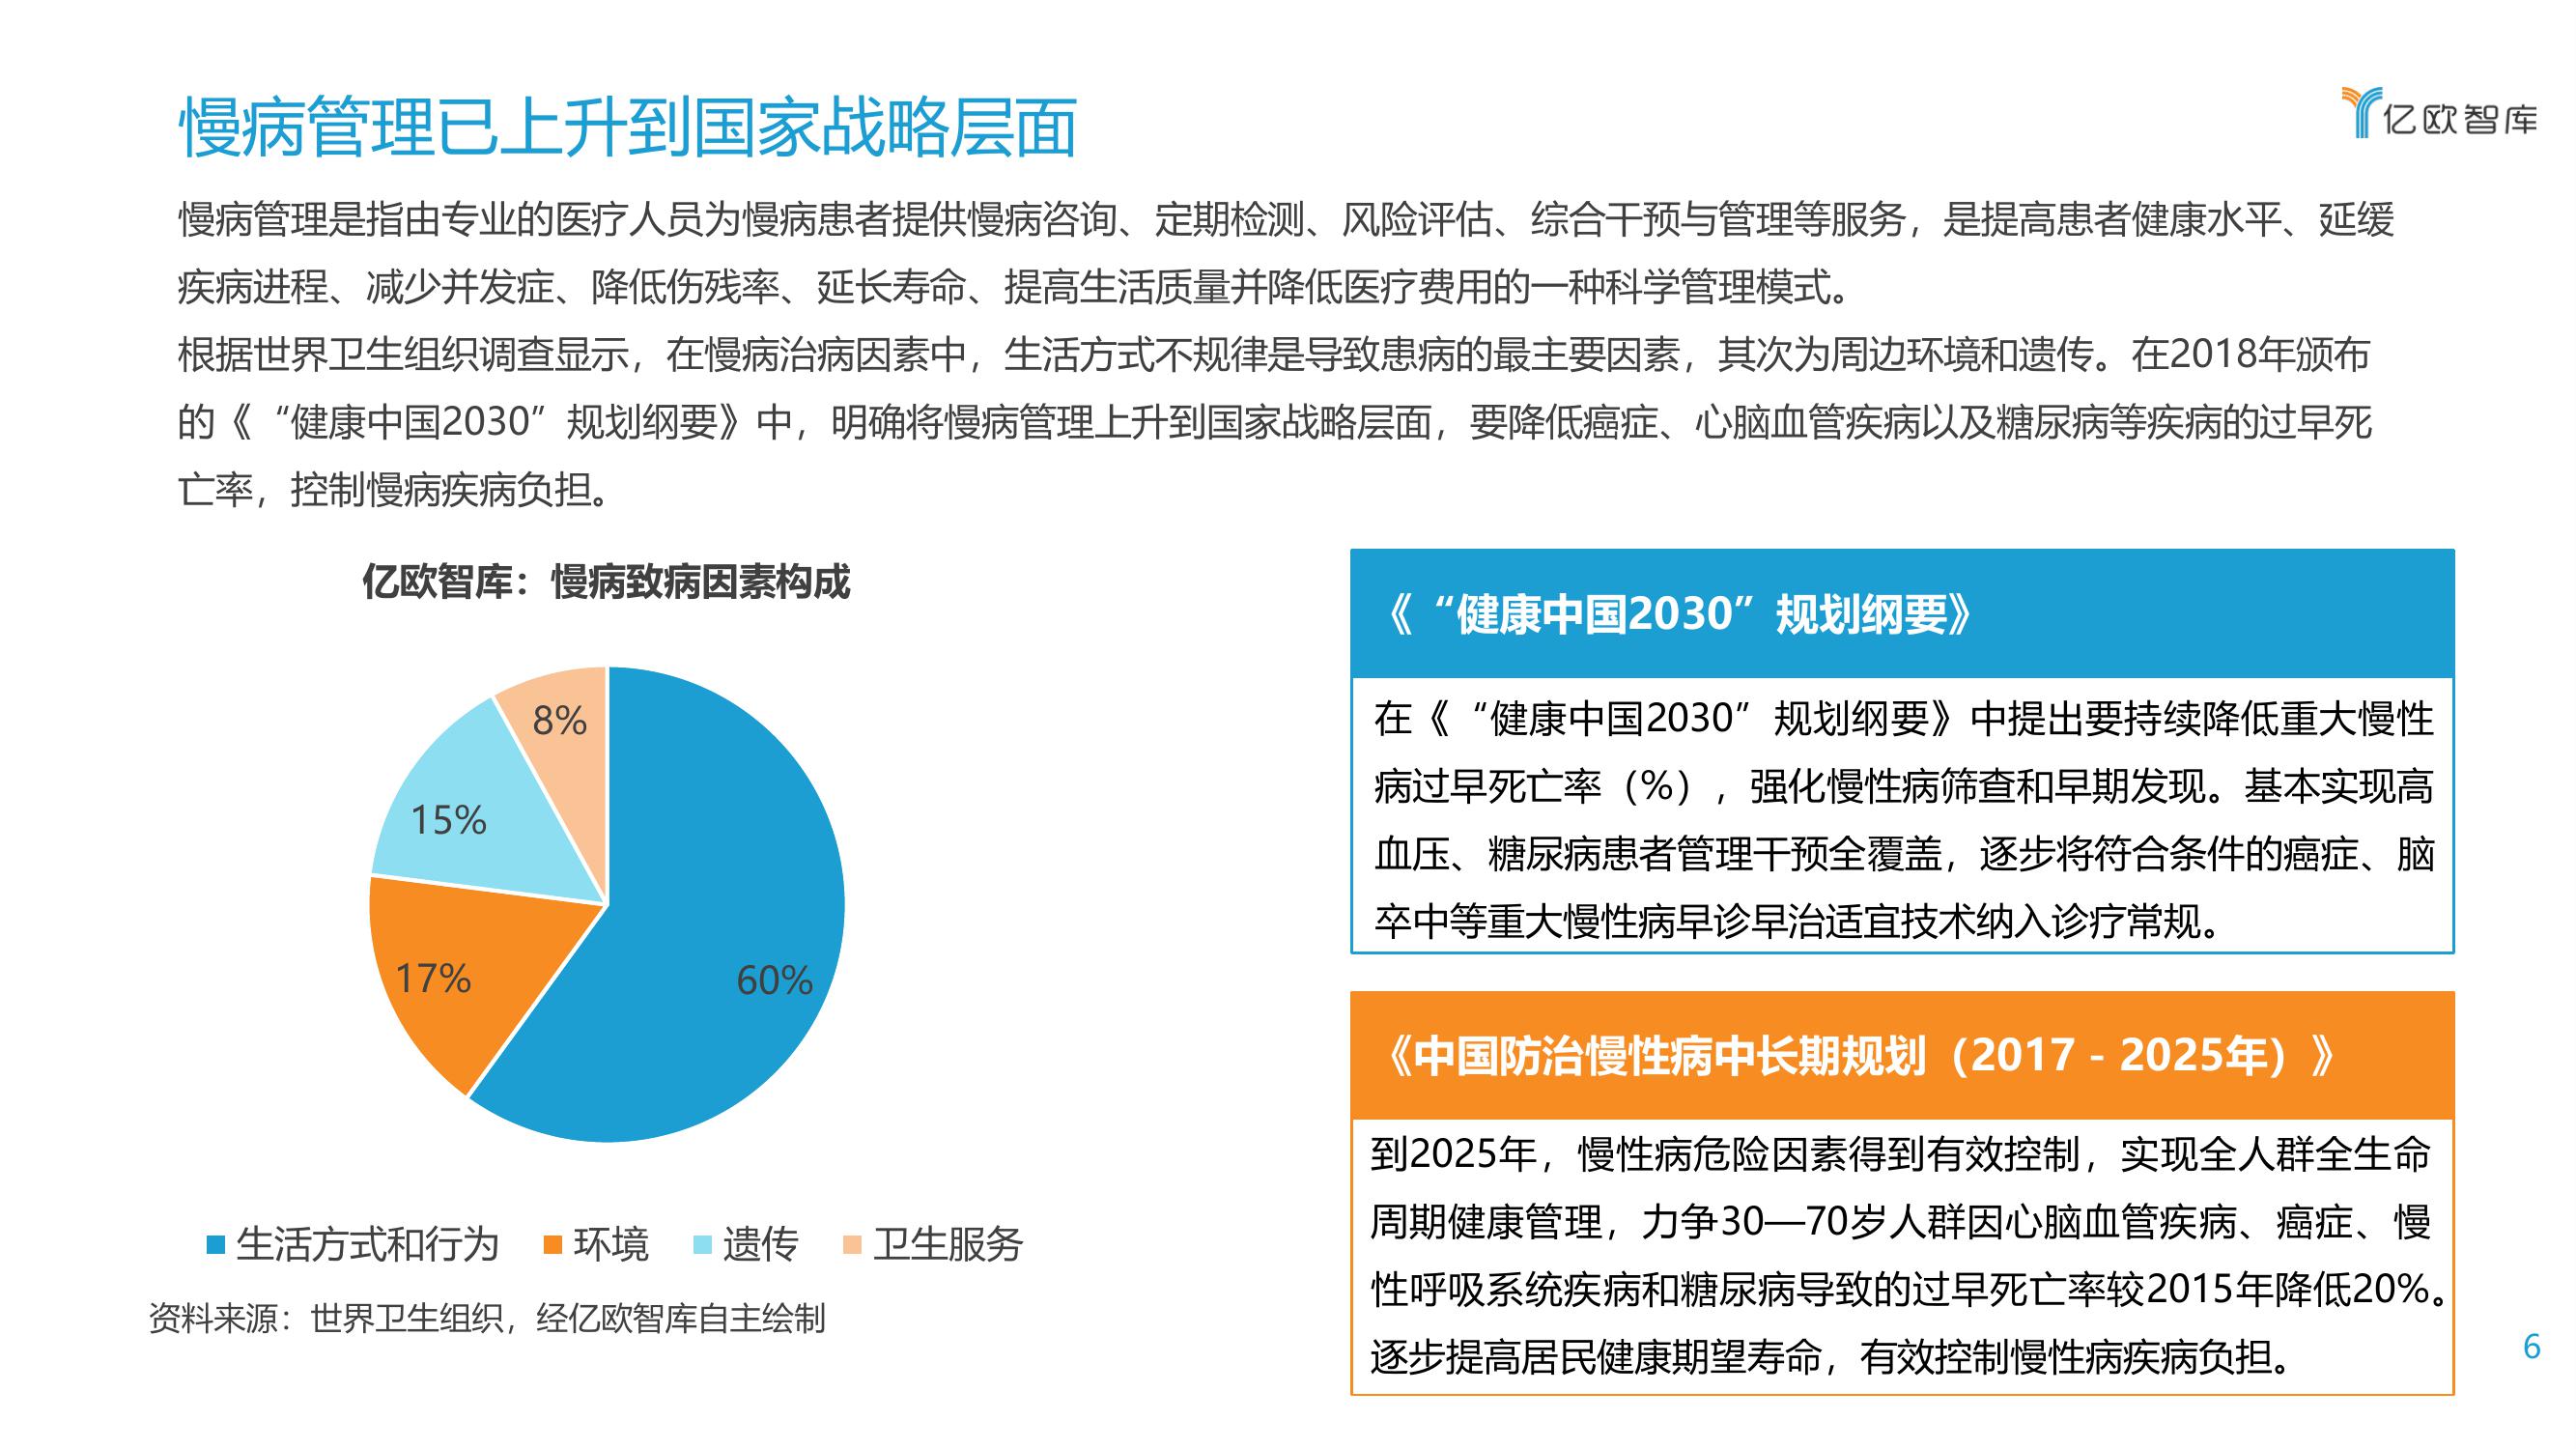 慢病管理已上升到国家战略层面
亿欧智库
慢病管理是指由专业的医疗人员为慢病患者提供慢病咨询、定期检测、风险评估、综合干预与管理等服务，是提高患者健康水平、延缓
疾病进程、减少并发症、降低伤残率、延长寿命、提高生活质量并降低医疗费用的一种科学管理模式。
根据世界卫生组织调查显示，在慢病治病因素中，生活方式不规律是导致患病的最主要因素，其次为周边环境和遗传。在2018年颁布
的《“健康中国2030”规划纲要》中，明确将慢病管理上升到国家战略层面，要降低癌症、心脑血管疾病以及糖尿病等疾病的过早死
亡率，控制慢病疾病负担。
亿欧智库：慢病致病因素构成
8%
15%
17%
60%
生活方式和行为 环境 遗传 卫生服务
资料来源：世界卫生组织，经亿欧智库自主绘制
《“健康中国2030”规划纲要》
在《“健康中国2030”规划纲要》中提出要持续降低重大慢性
病过早死亡率（%），强化慢性病筛查和早期发现。基本实现高
血压、糖尿病患者管理干预全覆盖，逐步将符合条件的癌症、脑
卒中等重大慢性病早诊早治适宜技术纳入诊疗常规。
《中国防治慢性病中长期规划（2017－2025年）》
到2025年，慢性病危险因素得到有效控制，实现全人群全生命
周期健康管理，力争30—70岁人群因心脑血管疾病、癌症、慢
性呼吸系统疾病和糖尿病导致的过早死亡率较2015年降低20%。
逐步提高居民健康期望寿命，有效控制慢性病疾病负担。
6